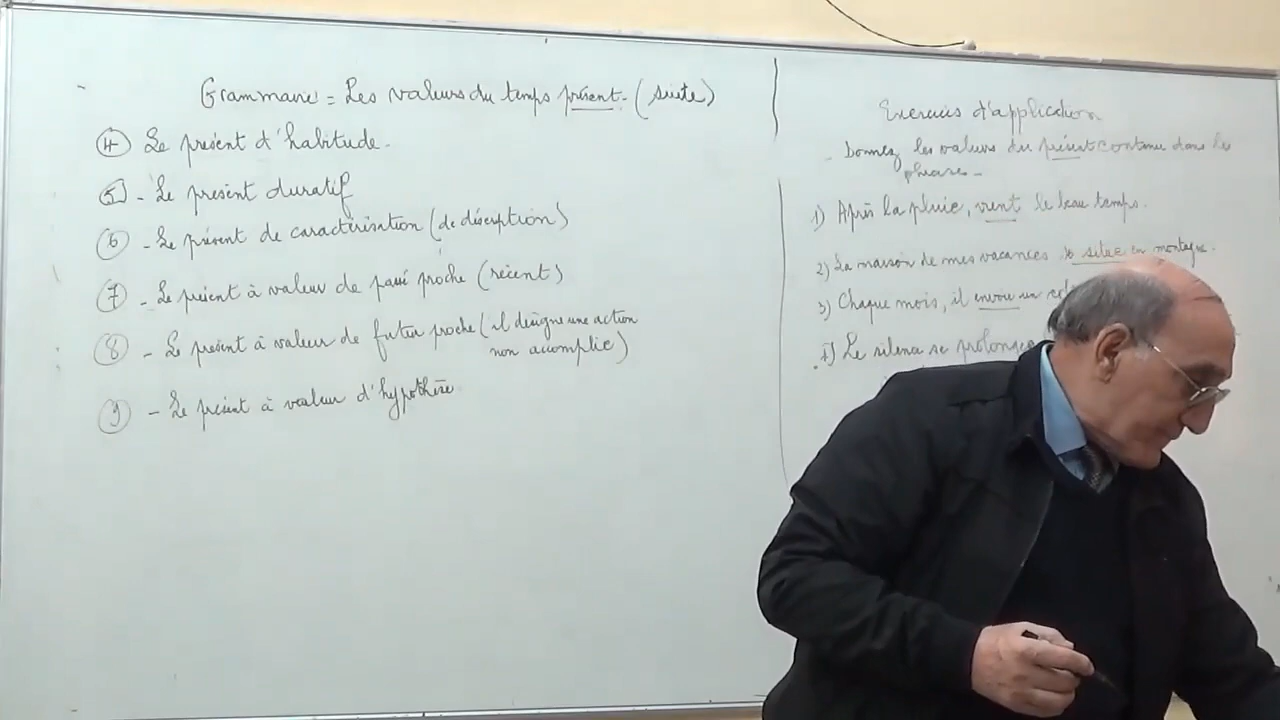 Grammaire = Les valeurs du temps présent - (suite)
④ Le présent d'habitude.
⑤ - Le présent duratif
⑥ - Le présent de caractérisation (de déscription)
⑦ - Le présent à valeur de passé proche (récent)
⑧ - Le présent à valeur de futur proche (il désigne une action
non acomplie)
⑨ - Le présent à valeur d'hypothèse
Exercices d'application
- Donnez les valeurs du présent contenu dans les
phrases -
1) Après la pluie, vient le beau temps.
2) La maison de mes vacances située en montagne.
3) Chaque mois, il envoie un
4) Le silence se prolonge